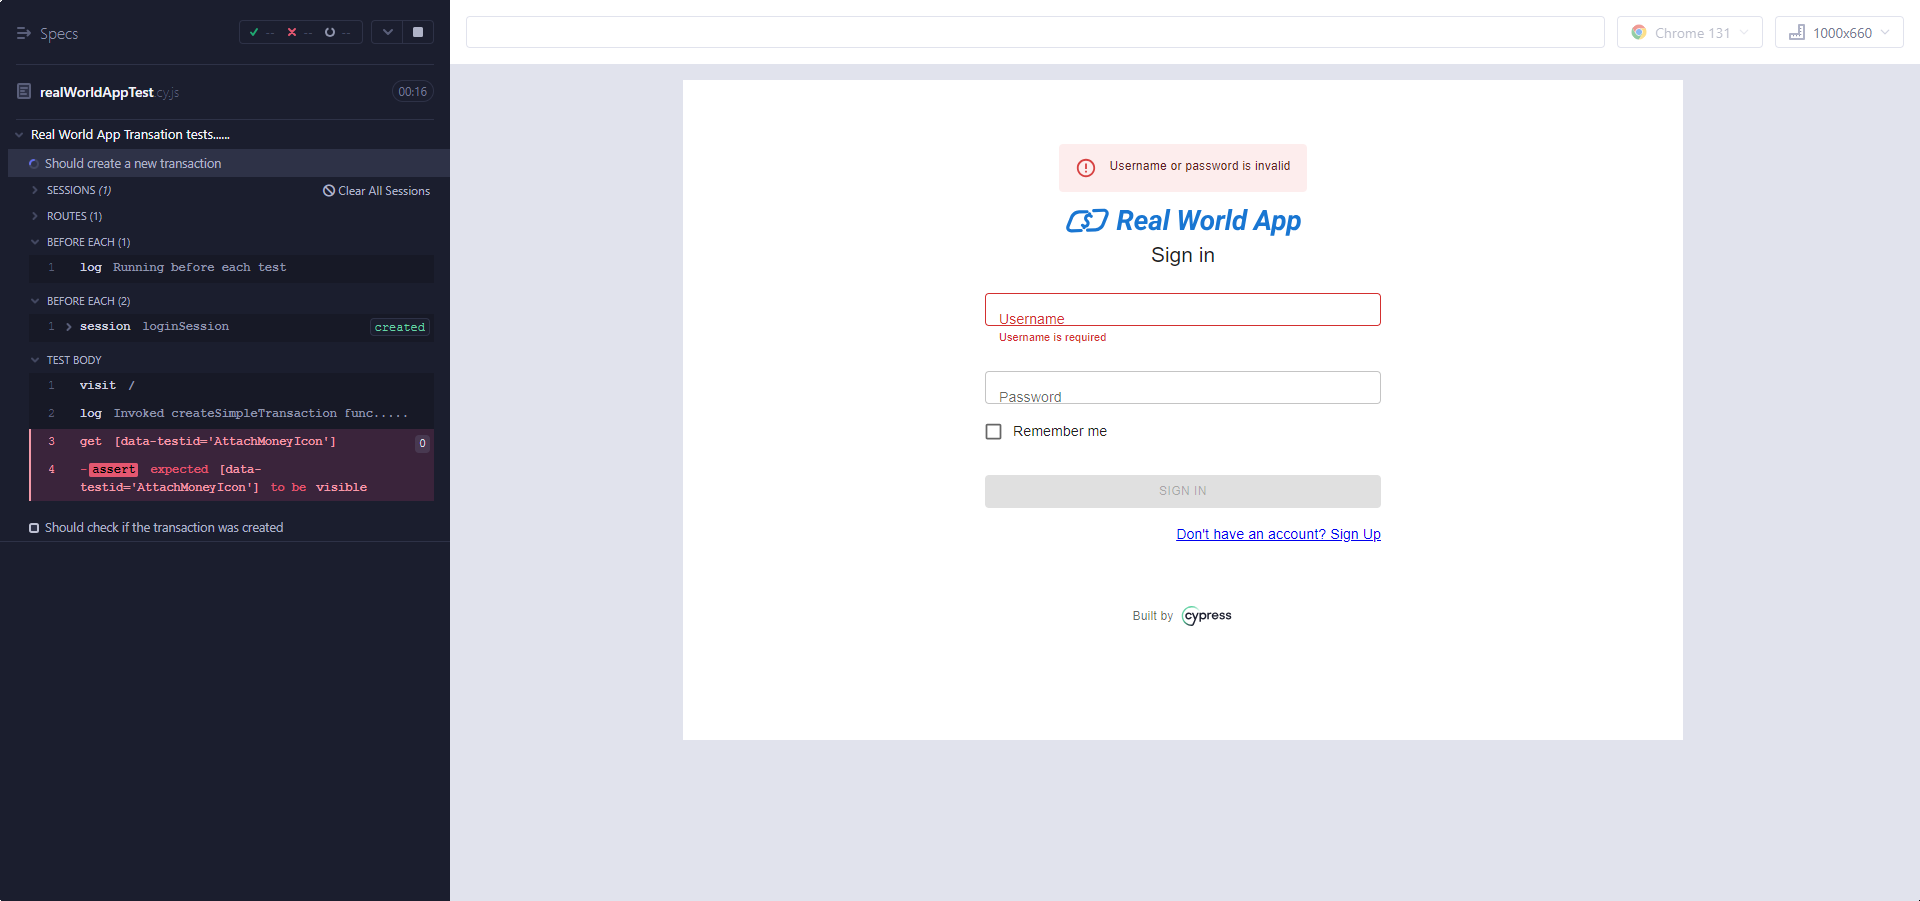 Specs
-- -- --
realWorldAppTest.cy.js 00:16
Real World App Transation tests......
Should create a new transaction
SESSIONS (1) Clear All Sessions
ROUTES (1)
BEFORE EACH (1)
1 log Running before each test
BEFORE EACH (2)
1 session loginSession created
TEST BODY
1 visit /
2 log Invoked createSimpleTransaction func.....
3 get [data-testid='AttachMoneyIcon'] 0
4 -assert expected [data-
testid='AttachMoneyIcon'] to be visible
Should check if the transaction was created
Chrome 131
1000x660
Username or password is invalid
Real World App
Sign in
Username
Username is required
Password
Remember me
SIGN IN
Don't have an account? Sign Up
Built by cypress